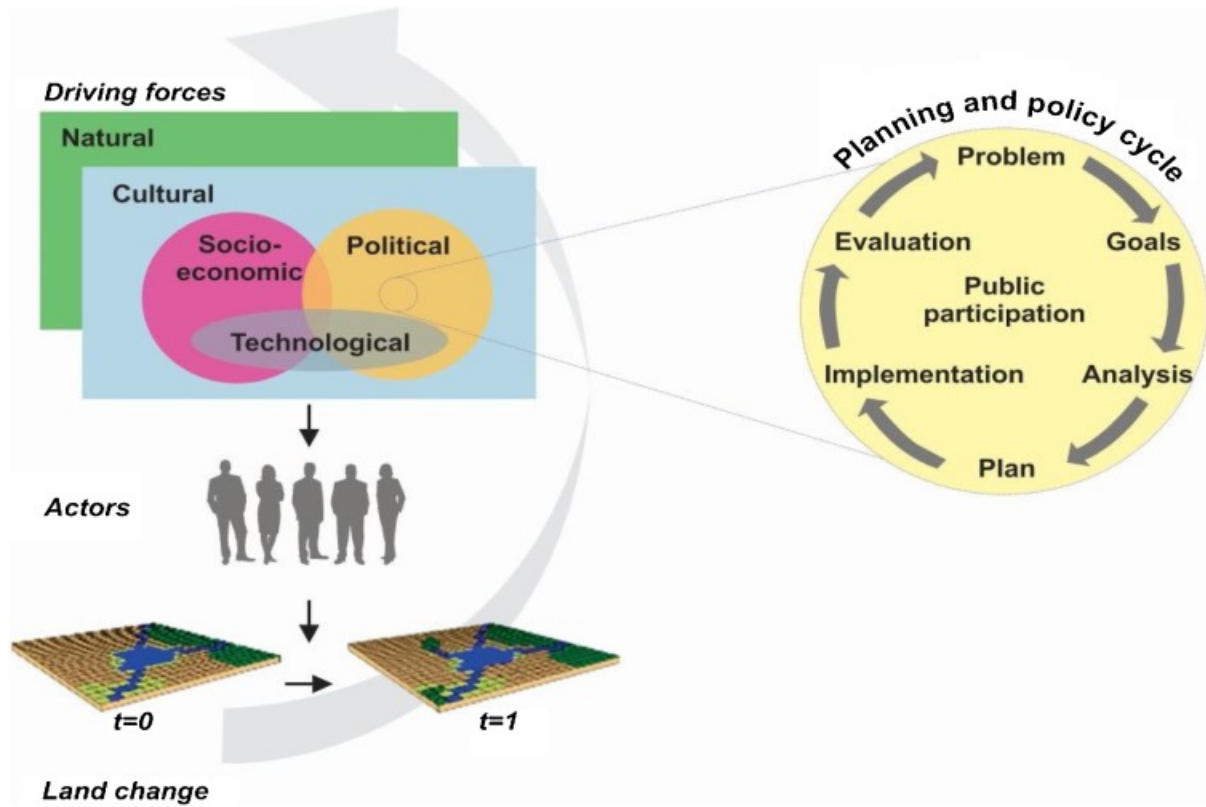 Driving forces
Natural
Cultural
Socio-
economic
Political
Technological
Actors
t=0
t=1
Land change
Planning and policy cycle
Problem
Goals
Analysis
Plan
Implementation
Evaluation
Public
participation